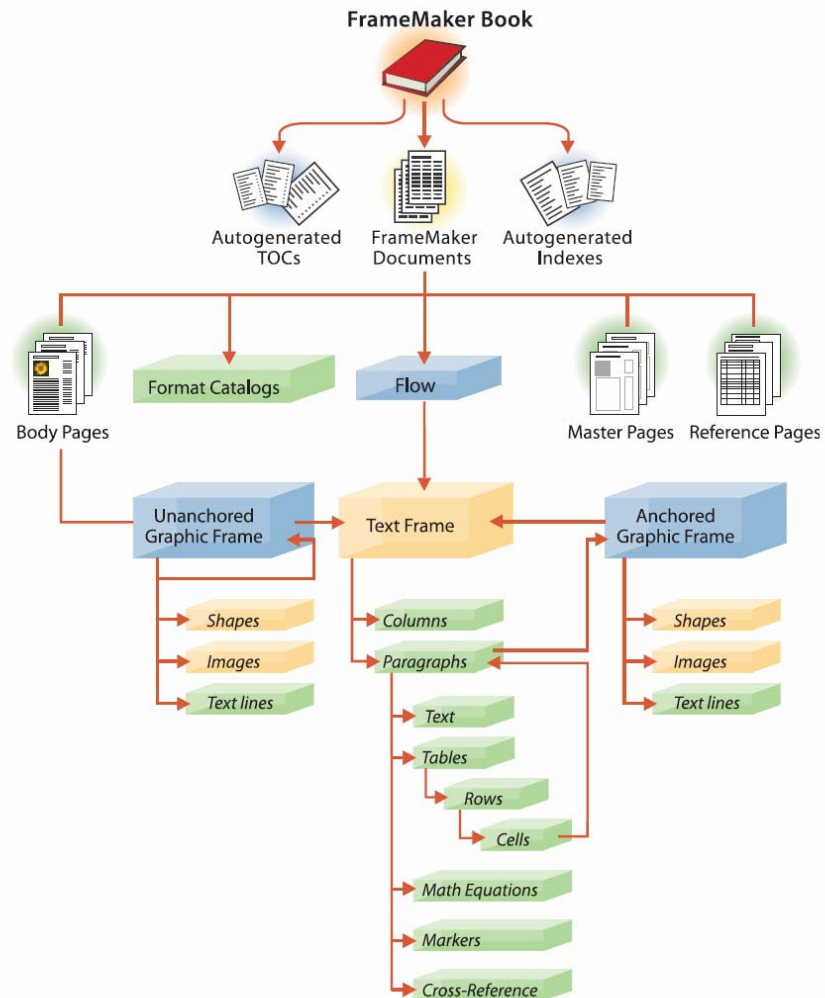 FrameMaker Book
Autogenerated
TOCs
FrameMaker
Documents
Autogenerated
Indexes
Format Catalogs
Flow
Body Pages
Master Pages
Reference Pages
Unanchored
Graphic Frame
Text Frame
Anchored
Graphic Frame
Shapes
Images
Text lines
Columns
Paragraphs
Shapes
Images
Text lines
Text
Tables
Rows
Cells
Math Equations
Markers
Cross-Reference